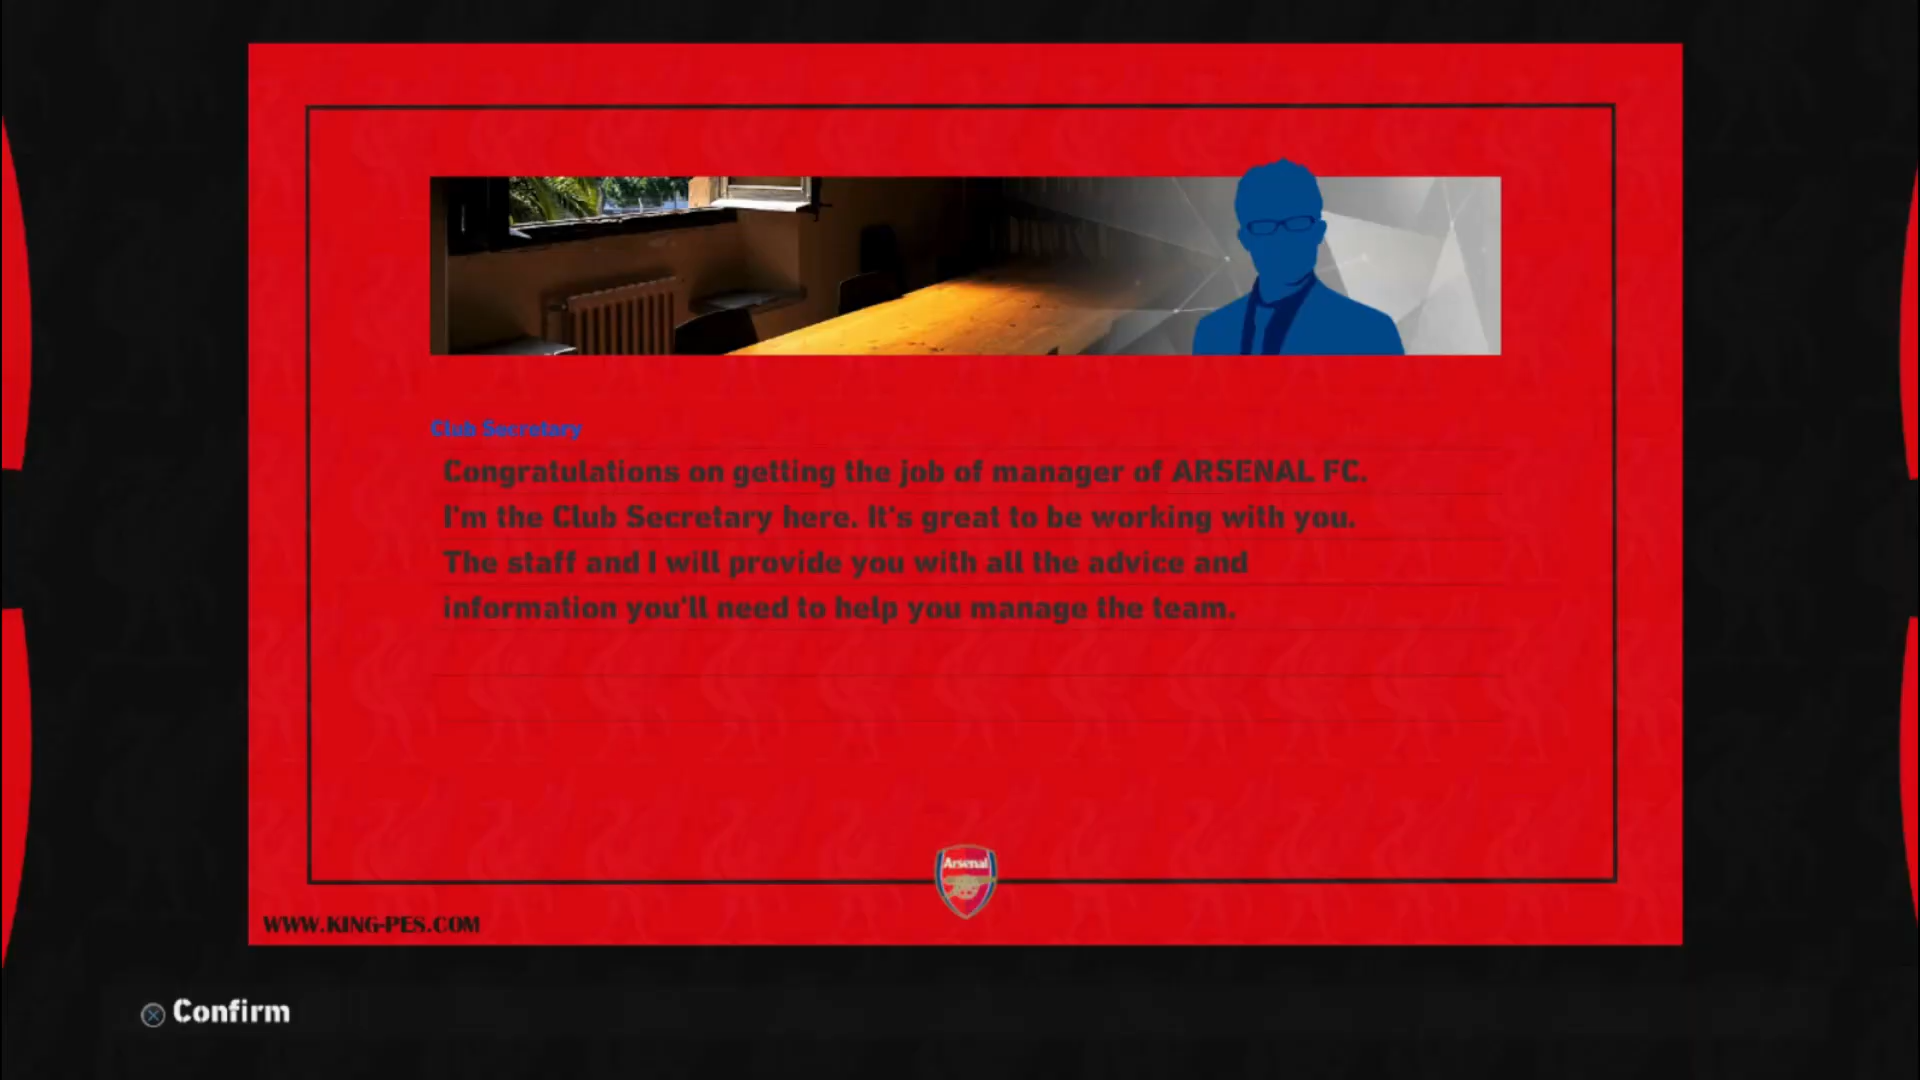 Club Secretary
Congratulations on getting the job of manager of ARSENAL FC.
I'm the Club Secretary here. It's great to be working with you.
The staff and I will provide you with all the advice and
information you'll need to help you manage the team.
Arsenal
WWW.KING-PES.COM
Confirm